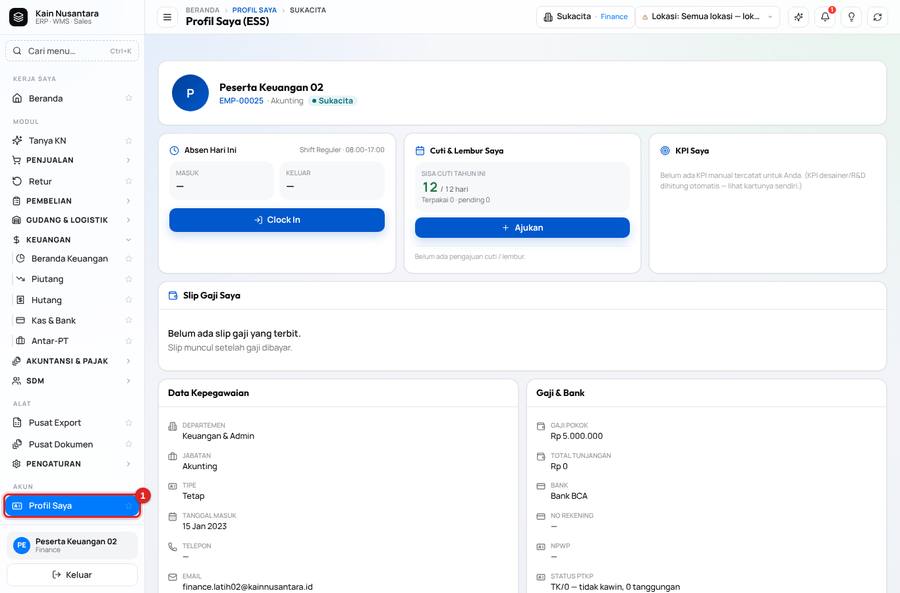 Kain Nusantara
ERP · WMS · Sales
Cari menu... Ctrl+K
KERJA SAYA
Beranda
MODUL
Tanya KN
PENJUALAN
Retur
PEMBELIAN
GUDANG & LOGISTIK
KEUANGAN
Beranda Keuangan
Piutang
Hutang
Kas & Bank
Antar-PT
AKUNTANSI & PAJAK
SDM
ALAT
Pusat Export
Pusat Dokumen
PENGATURAN
AKUN
1
Profil Saya
PE
Peserta Keuangan 02
Finance
Keluar
BERANDA › PROFIL SAYA › SUKACITA
Profil Saya (ESS)
Sukacita · Finance
Lokasi: Semua lokasi — lok...
1
P
Peserta Keuangan 02
EMP-00025 · Akunting Sukacita
Absen Hari Ini Shift Reguler · 08.00–17.00
MASUK
—
KELUAR
—
Clock In
Cuti & Lembur Saya
SISA CUTI TAHUN INI
12 / 12 hari
Terpakai 0 · pending 0
Ajukan
Belum ada pengajuan cuti / lembur.
KPI Saya
Belum ada KPI manual tercatat untuk Anda. (KPI desainer/R&D
dihitung otomatis — lihat kartunya sendiri.)
Slip Gaji Saya
Belum ada slip gaji yang terbit.
Slip muncul setelah gaji dibayar.
Data Kepegawaian
DEPARTEMEN
Keuangan & Admin
JABATAN
Akunting
TIPE
Tetap
TANGGAL MASUK
15 Jan 2023
TELEPON
—
EMAIL
finance.latih02@kainnusantara.id
Gaji & Bank
GAJI POKOK
Rp 5.000.000
TOTAL TUNJANGAN
Rp 0
BANK
Bank BCA
NO REKENING
—
NPWP
—
STATUS PTKP
TK/0 — tidak kawin, 0 tanggungan